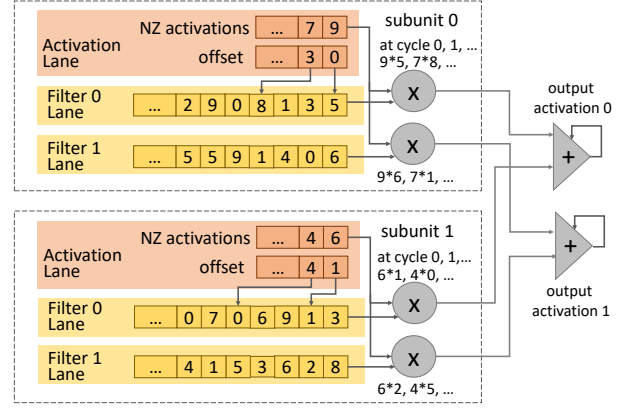 subunit 0
Activation
Lane
NZ activations ... 7 9
offset ... 3 0
at cycle 0, 1, ...
9*5, 7*8, ...
Filter 0
Lane
... 2 9 0 8 1 3 5
X
Filter 1
Lane
... 5 5 9 1 4 0 6
X
9*6, 7*1, ...
output
activation 0
+
subunit 1
Activation
Lane
NZ activations ... 4 6
offset ... 4 1
at cycle 0, 1,...
6*1, 4*0, ...
Filter 0
Lane
... 0 7 0 6 9 1 3
X
Filter 1
Lane
... 4 1 5 3 6 2 8
X
6*2, 4*5, ...
+
output
activation 1